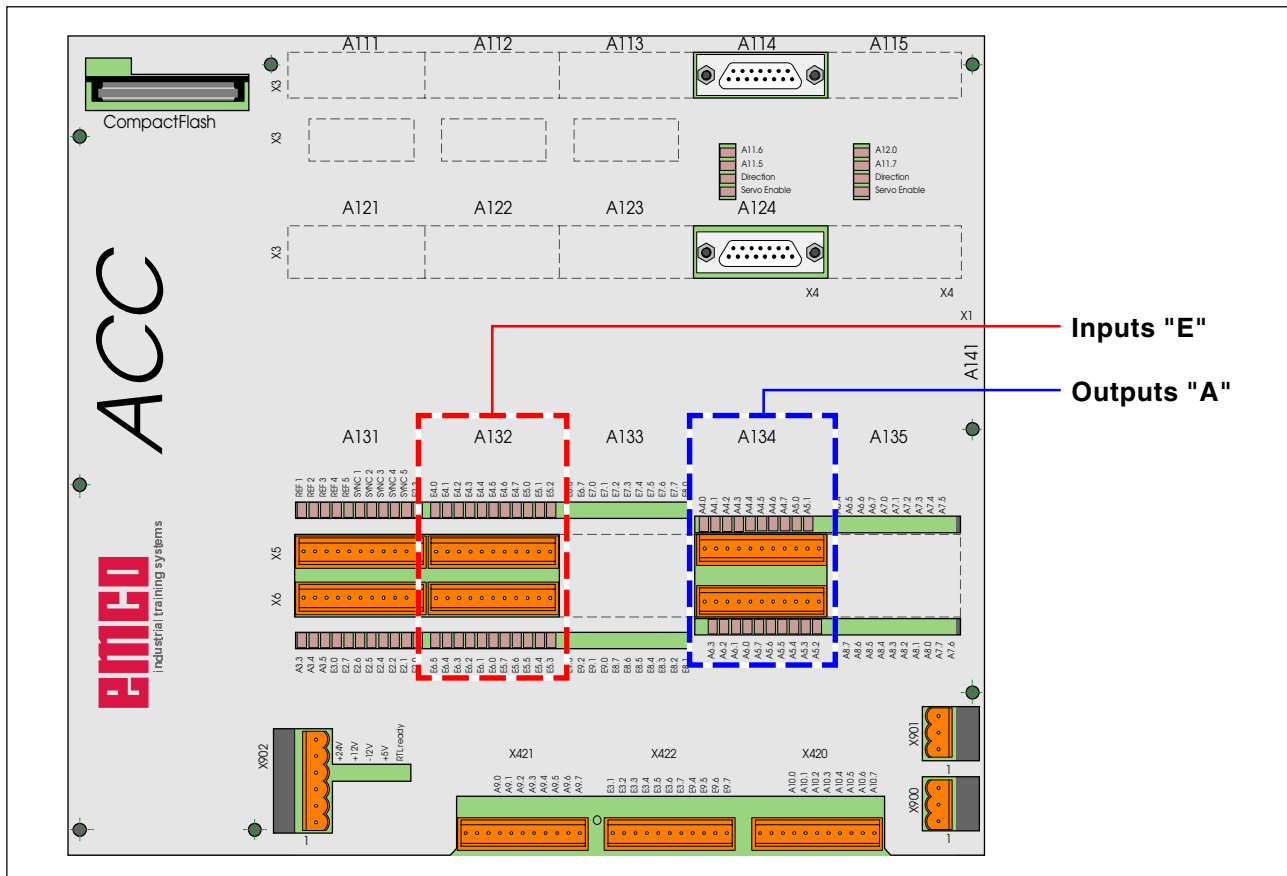 A111 A112 A113 A114 A115
X3
CompactFlash
X3
A11.6
A11.5
Direction
Servo Enable
A12.0
A11.7
Direction
Servo Enable
A121 A122 A123 A124
X3
X4 X4
X1
Inputs "E"
A141
Outputs "A"
ACC
A131 A132 A133 A134 A135
REF 1
REF 2
REF 3
REF 4
REF 5
SYNC 1
SYNC 2
SYNC 3
SYNC 4
SYNC 5
E4.0
E4.1
E4.2
E4.3
E4.4
E4.5
E4.6
E4.7
E5.0
E5.1
E5.2
E6.7
E7.0
E7.1
E7.2
E7.3
E7.4
E7.5
E7.6
E7.7
A4.0
A4.1
A4.2
A4.3
A4.4
A4.5
A4.6
A4.7
A5.0
A5.1
A6.5
A6.6
A6.7
A7.0
A7.1
A7.2
A7.3
A7.4
A7.5
X5
X6
emco
industrial training systems
A3.3
A3.4
A3.5
E3.0
E2.7
E2.6
E2.5
E2.4
E2.2
E2.1
E6.5
E6.4
E6.3
E6.2
E6.1
E6.0
E5.7
E5.6
E5.5
E5.4
E5.3
E9.2
E9.1
E9.0
E8.7
E8.6
E8.5
E8.4
E8.3
E8.2
A6.3
A6.2
A6.1
A6.0
A5.7
A5.6
A5.5
A5.4
A5.3
A5.2
A8.7
A8.6
A8.5
A8.4
A8.3
A8.2
A8.1
A8.0
A7.7
A7.6
X902
+24V
+12V
-12V
+5V
RTLready
1
X421 X422 X420
A9.0
A9.1
A9.2
A9.3
A9.4
A9.5
A9.6
A9.7
E3.1
E3.2
E3.3
E3.4
E3.5
E3.6
E3.7
E9.4
E9.5
E9.6
E9.7
A10.0
A10.1
A10.2
A10.3
A10.4
A10.5
A10.6
A10.7
X901
1
X900
1